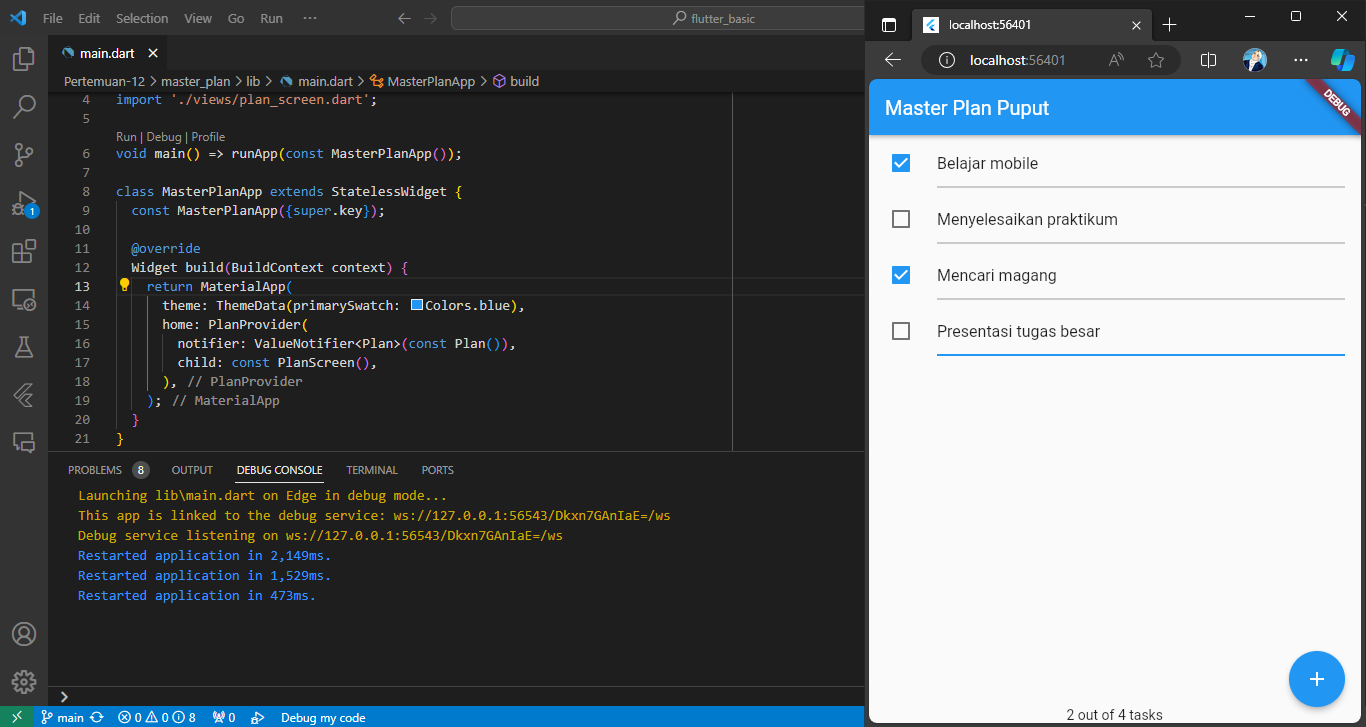 File Edit Selection View Go Run ···
flutter_basic
main.dart
Pertemuan-12 > master_plan > lib > main.dart > MasterPlanApp > build
4 import './views/plan_screen.dart';
5
Run | Debug | Profile
6 void main() => runApp(const MasterPlanApp());
7
8 class MasterPlanApp extends StatelessWidget {
9 const MasterPlanApp({super.key});
10
11 @override
12 Widget build(BuildContext context) {
13 return MaterialApp(
14 theme: ThemeData(primarySwatch: Colors.blue),
15 home: PlanProvider(
16 notifier: ValueNotifier<Plan>(const Plan()),
17 child: const PlanScreen(),
18 ), // PlanProvider
19 ); // MaterialApp
20 }
21 }
1
PROBLEMS 8 OUTPUT DEBUG CONSOLE TERMINAL PORTS
Launching lib\main.dart on Edge in debug mode...
This app is linked to the debug service: ws://127.0.0.1:56543/Dkxn7GAnIaE=/ws
Debug service listening on ws://127.0.0.1:56543/Dkxn7GAnIaE=/ws
Restarted application in 2,149ms.
Restarted application in 1,529ms.
Restarted application in 473ms.
>
main 0 0 8 0 Debug my code
localhost:56401
localhost:56401
Master Plan Puput
DEBUG
Belajar mobile
Menyelesaikan praktikum
Mencari magang
Presentasi tugas besar
+
2 out of 4 tasks